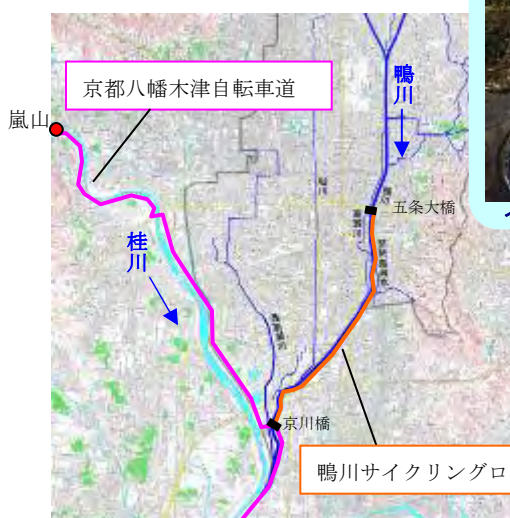 京都八幡木津自転車道
嵐山
鴨川
五条大橋
桂川
京川橋
鴨川サイクリングロ